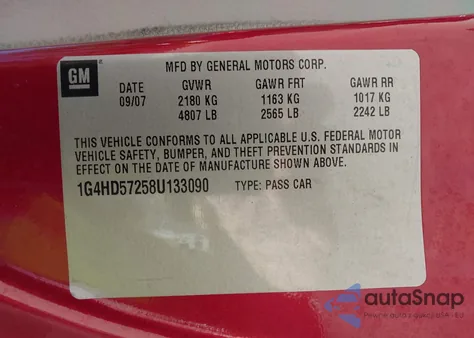 MFD BY GENERAL MOTORS CORP.
GM
DATE GVWR GAWR FRT GAWR RR
09/07 2180 KG 1163 KG 1017 KG
4807 LB 2565 LB 2242 LB
THIS VEHICLE CONFORMS TO ALL APPLICABLE U.S. FEDERAL MOTOR
VEHICLE SAFETY, BUMPER, AND THEFT PREVENTION STANDARDS IN
EFFECT ON THE DATE OF MANUFACTURE SHOWN ABOVE.
1G4HD57258U133090 TYPE: PASS CAR
autoSnap